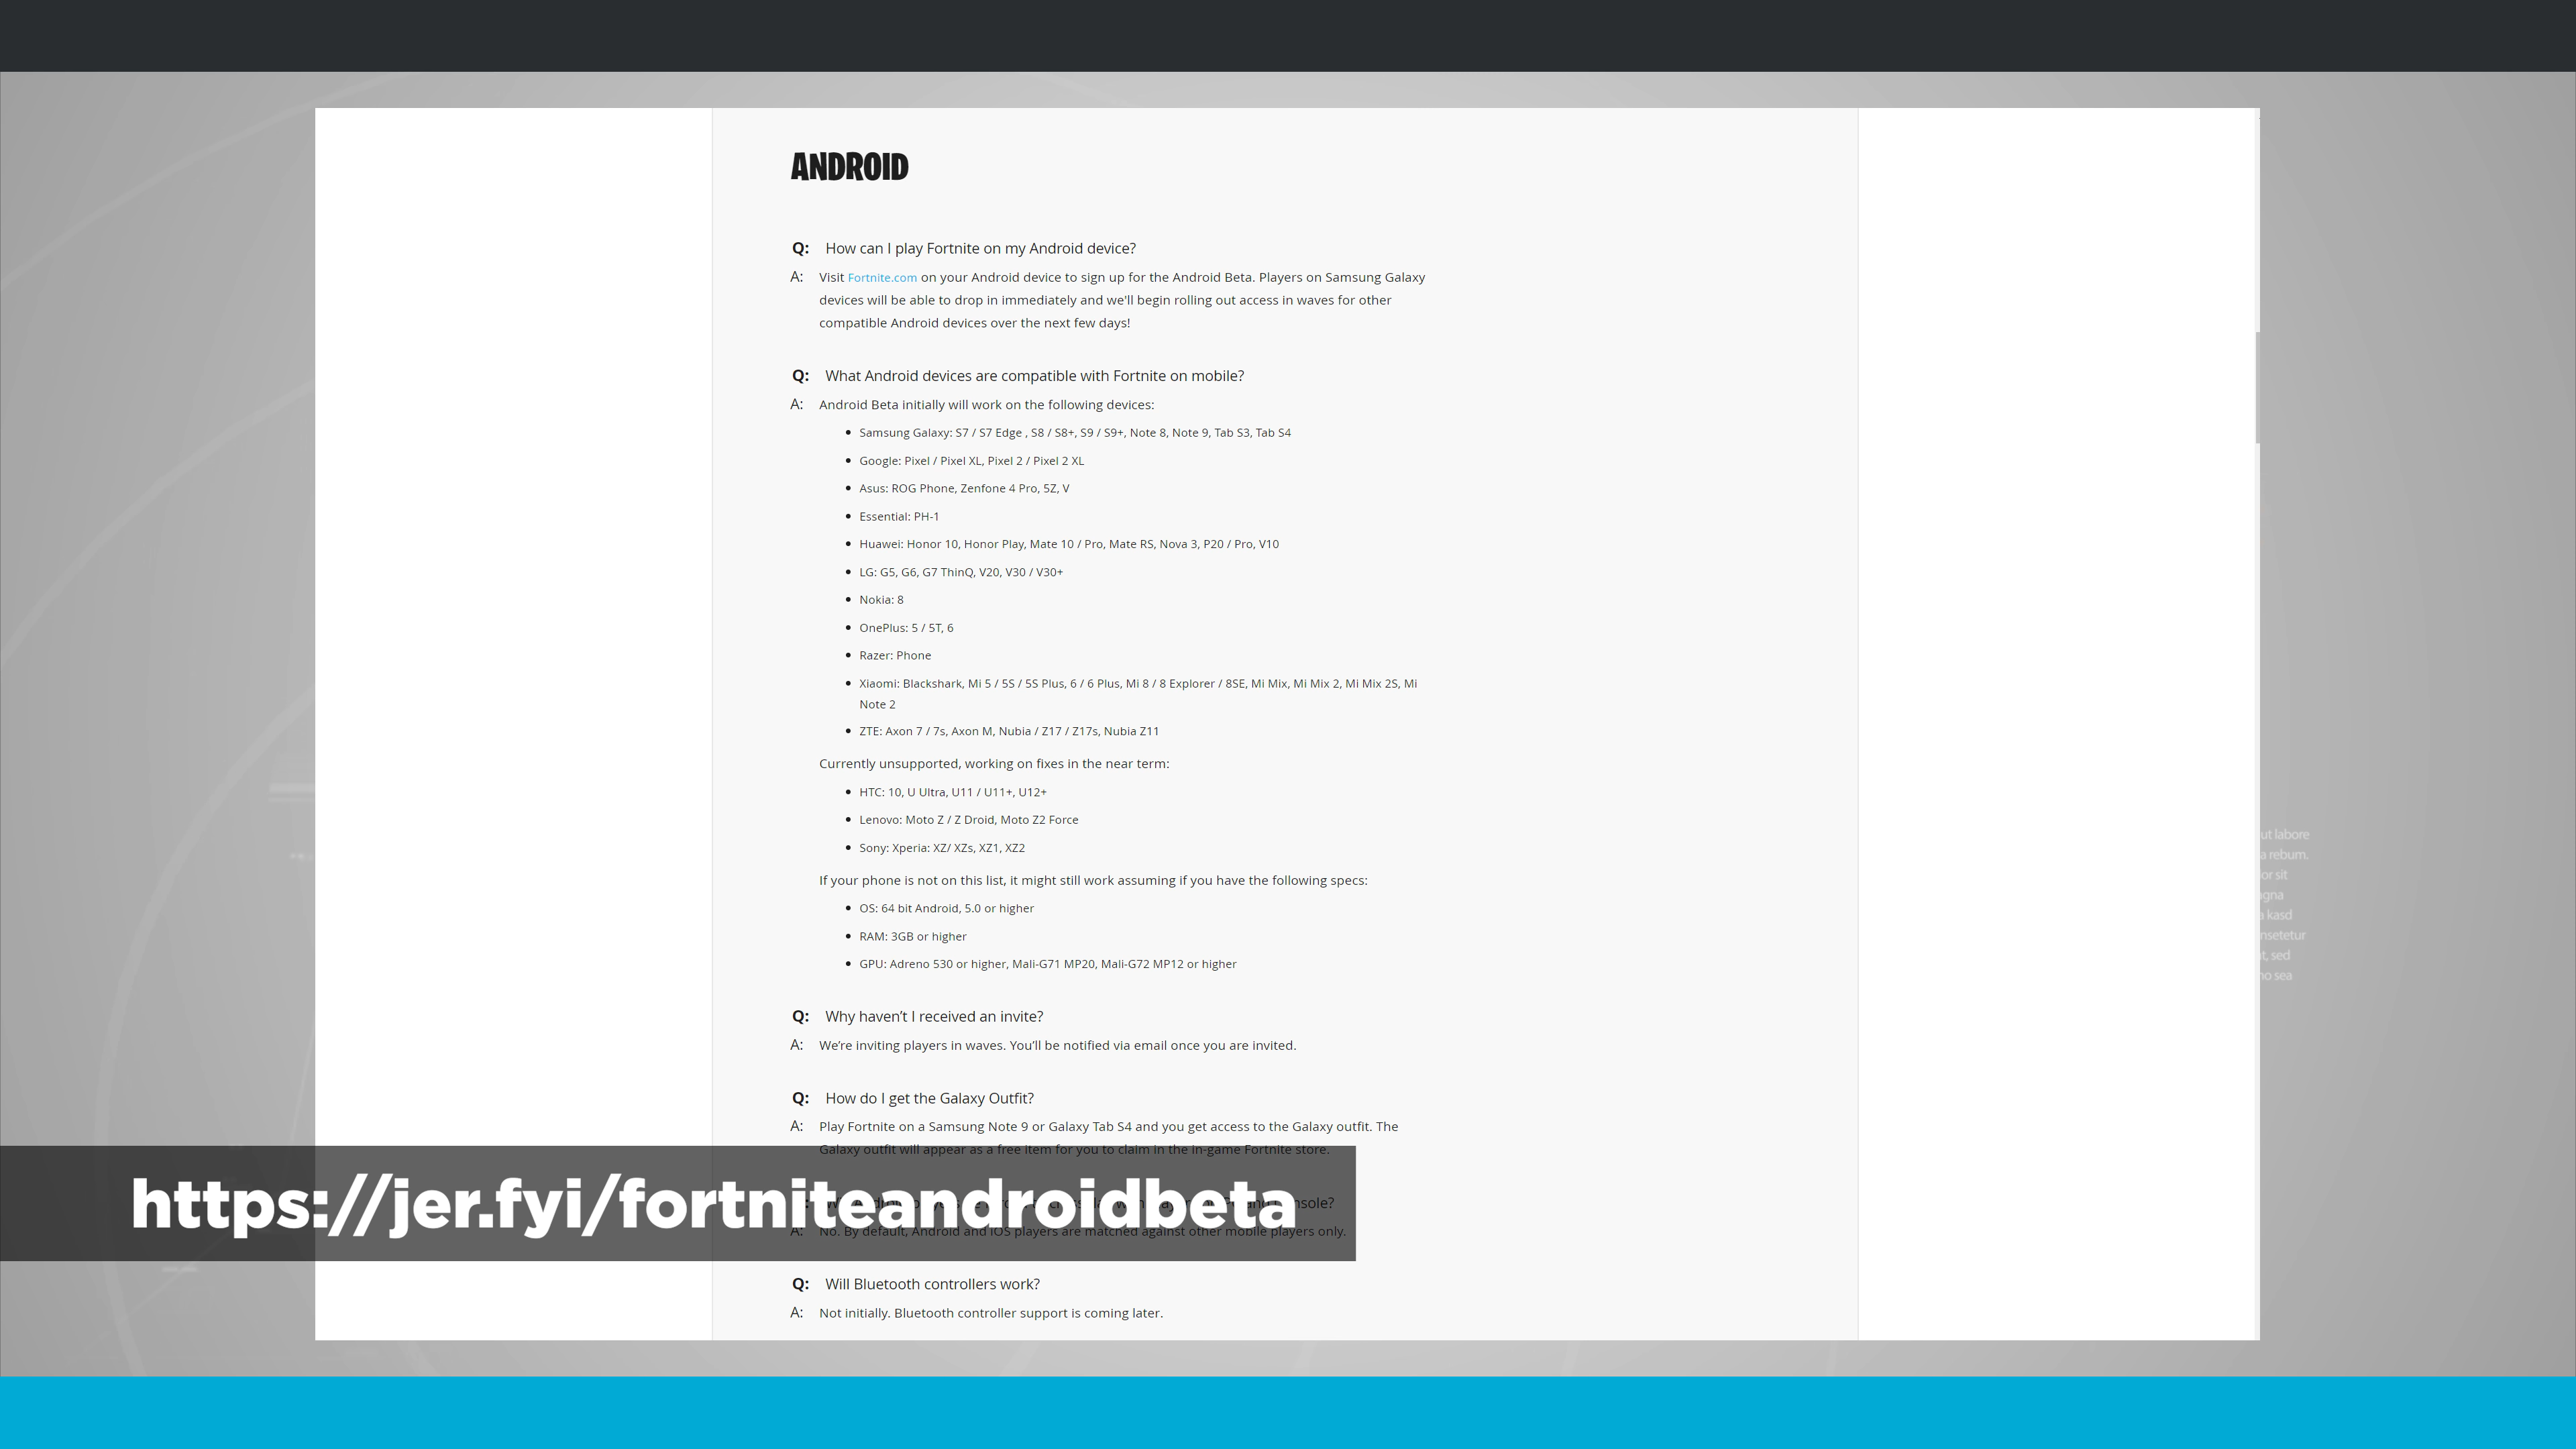 ANDROID
Q: How can I play Fortnite on my Android device?
A: Visit Fortnite.com on your Android device to sign up for the Android Beta. Players on Samsung Galaxy
devices will be able to drop in immediately and we'll begin rolling out access in waves for other
compatible Android devices over the next few days!
Q: What Android devices are compatible with Fortnite on mobile?
A: Android Beta initially will work on the following devices:
• Samsung Galaxy: S7 / S7 Edge , S8 / S8+, S9 / S9+, Note 8, Note 9, Tab S3, Tab S4
• Google: Pixel / Pixel XL, Pixel 2 / Pixel 2 XL
• Asus: ROG Phone, Zenfone 4 Pro, 5Z, V
• Essential: PH-1
• Huawei: Honor 10, Honor Play, Mate 10 / Pro, Mate RS, Nova 3, P20 / Pro, V10
• LG: G5, G6, G7 ThinQ, V20, V30 / V30+
• Nokia: 8
• OnePlus: 5 / 5T, 6
• Razer: Phone
• Xiaomi: Blackshark, Mi 5 / 5S / 5S Plus, 6 / 6 Plus, Mi 8 / 8 Explorer / 8SE, Mi Mix, Mi Mix 2, Mi Mix 2S, Mi
Note 2
• ZTE: Axon 7 / 7s, Axon M, Nubia / Z17 / Z17s, Nubia Z11
Currently unsupported, working on fixes in the near term:
• HTC: 10, U Ultra, U11 / U11+, U12+
• Lenovo: Moto Z / Z Droid, Moto Z2 Force
• Sony: Xperia: XZ/ XZs, XZ1, XZ2
If your phone is not on this list, it might still work assuming if you have the following specs:
• OS: 64 bit Android, 5.0 or higher
• RAM: 3GB or higher
• GPU: Adreno 530 or higher, Mali-G71 MP20, Mali-G72 MP12 or higher
Q: Why haven't I received an invite?
A: We're inviting players in waves. You'll be notified via email once you are invited.
Q: How do I get the Galaxy Outfit?
A: Play Fortnite on a Samsung Note 9 or Galaxy Tab S4 and you get access to the Galaxy outfit. The
Galaxy outfit will appear as a free item for you to claim in the in-game Fortnite store.
https://jer.fyi/fortniteandroidbeta
A: No. By default, Android and iOS players are matched against other mobile players only.
Q: Will Bluetooth controllers work?
A: Not initially. Bluetooth controller support is coming later.
ut labore
a rebum.
or sit
a kasd
t, sed
no sea